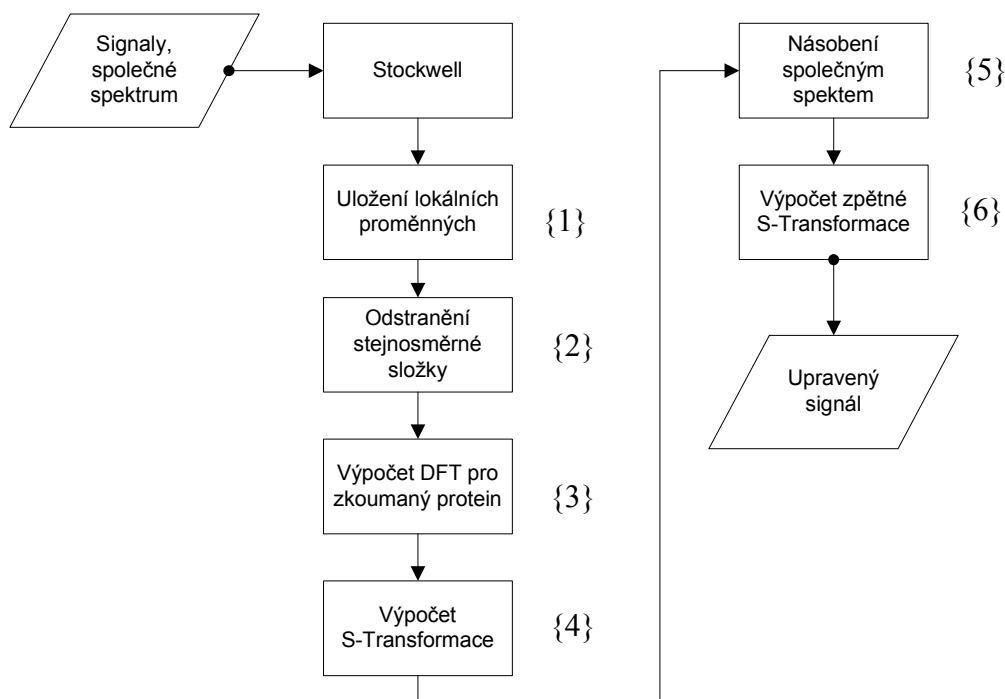 Signaly,
společné
spektrum
Stockwell
Uložení lokálních
proměnných
{1}
Odstranění
stejnosměrné
složky
{2}
Výpočet DFT pro
zkoumaný protein
{3}
Výpočet
S-Transformace
{4}
Násobení
společným
spektem
{5}
Výpočet zpětné
S-Transformace
{6}
Upravený
signál